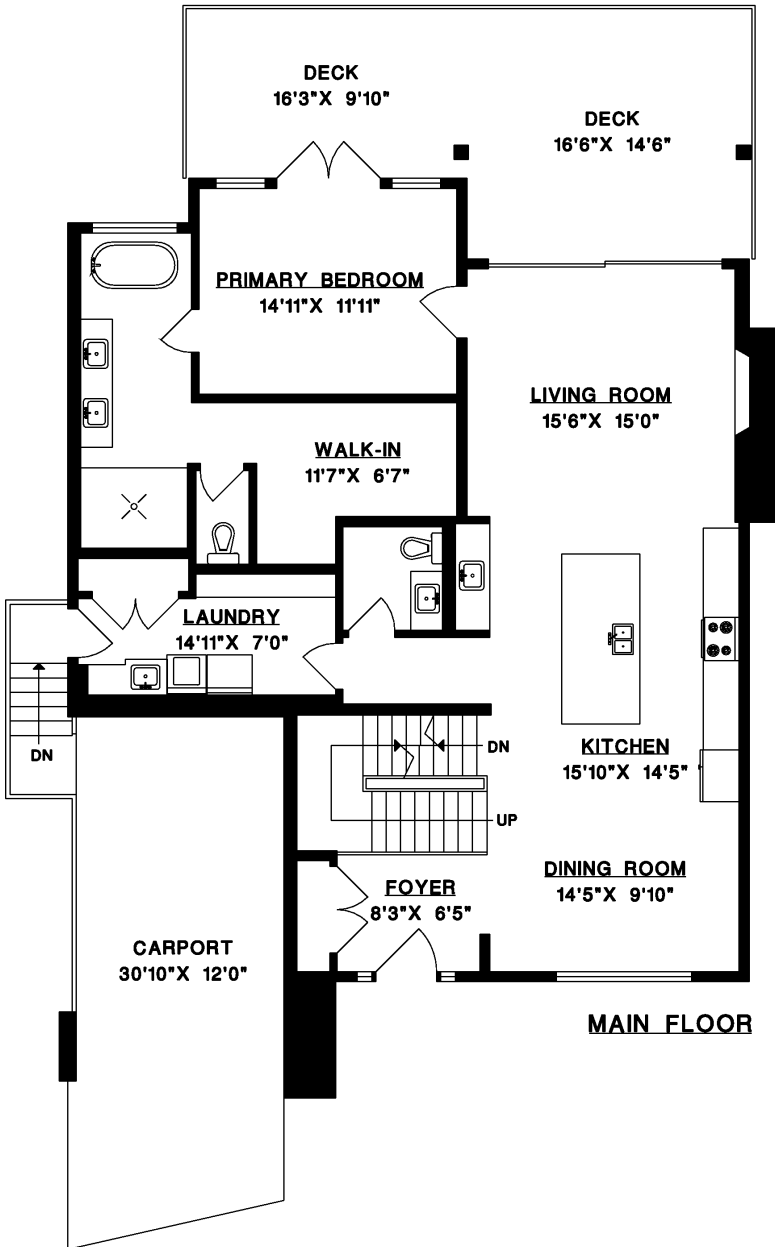 DECK
16'3"X 9'10"
DECK
16'6"X 14'6"
PRIMARY BEDROOM
14'11"X 11'11"
LIVING ROOM
15'6"X 15'0"
WALK-IN
11'7"X 6'7"
LAUNDRY
14'11"X 7'0"
DN
DN
KITCHEN
15'10"X 14'5"
UP
DINING ROOM
14'5"X 9'10"
FOYER
8'3"X 6'5"
CARPORT
30'10"X 12'0"
MAIN FLOOR